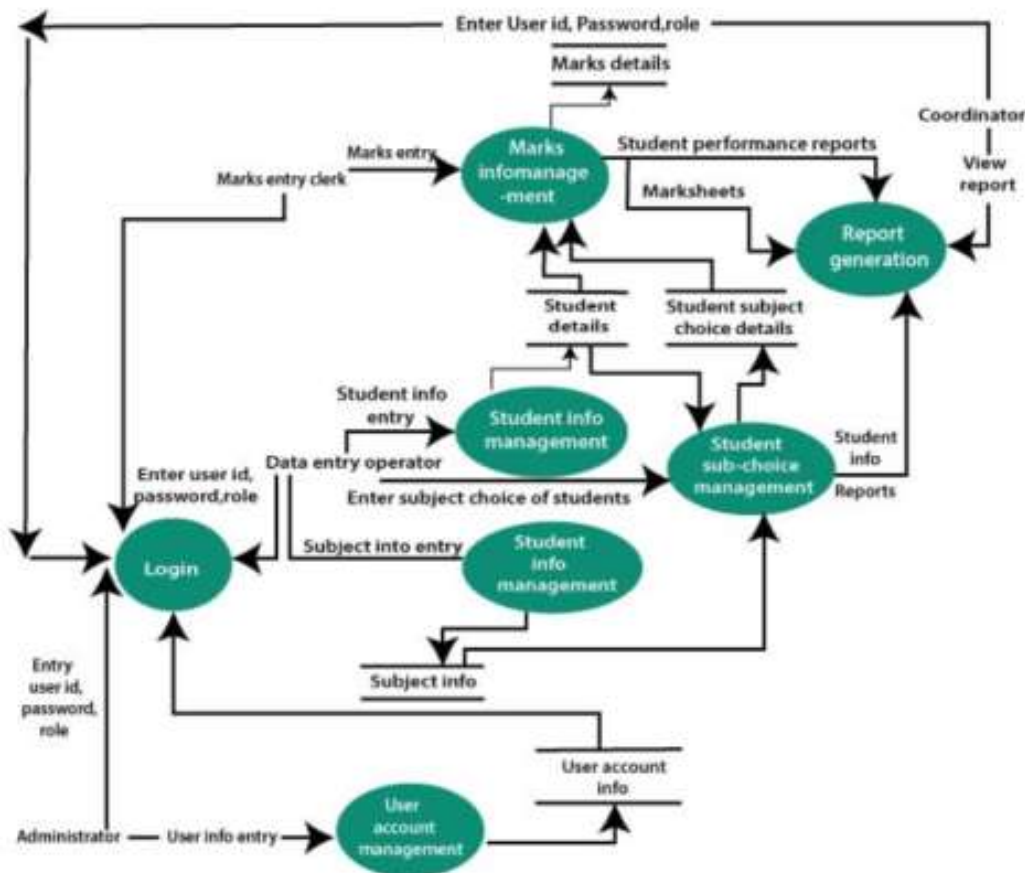 Enter User id, Password,role
Marks details
Coordinator
Marks entry
Marks entry clerk
Marks
infomanage
-ment
Student performance reports
Marksheets
View
report
Report
generation
Student
details
Student subject
choice details
Student info
entry
Student info
management
Student
sub-choice
management
Student
info
Reports
Enter user id,
password,role
Data entry operator
Enter subject choice of students
Login
Subject into entry
Student
info
management
Entry
user id,
password,
role
Subject info
User account
info
Administrator
User info entry
User
account
management